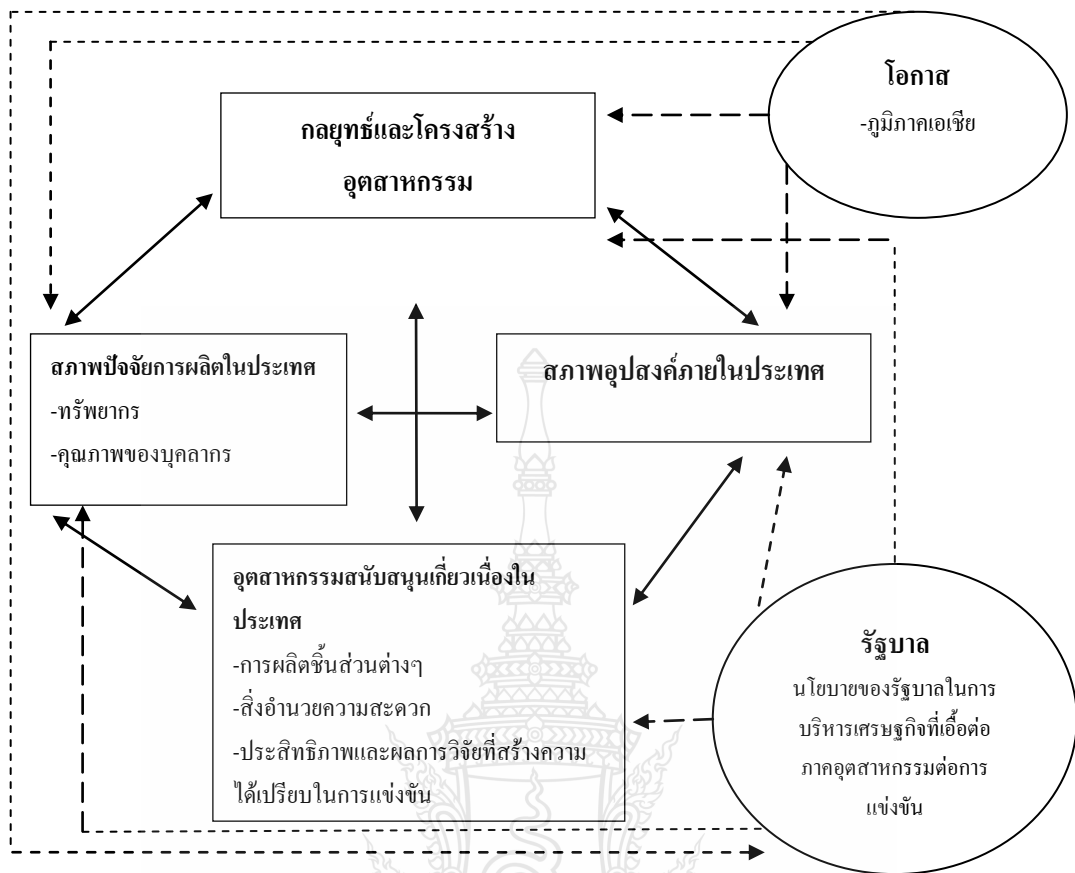 โอกาส
-ภูมิภาคเอเชีย
กลยุทธ์และโครงสร้าง
อุตสาหกรรม
สภาพปัจจัยการผลิตในประเทศ
-ทรัพยากร
-คุณภาพของบุคลากร
สภาพอุปสงค์ภายในประเทศ
อุตสาหกรรมสนับสนุนเกี่ยวเนื่องใน
ประเทศ
-การผลิตชิ้นส่วนต่างๆ
-สิ่งอำนวยความสะดวก
-ประสิทธิภาพและผลการวิจัยที่สร้างความ
ได้เปรียบในการแข่งขัน
รัฐบาล
นโยบายของรัฐบาลในการ
บริหารเศรษฐกิจที่เอื้อต่อ
ภาคอุตสาหกรรมต่อการ
แข่งขัน